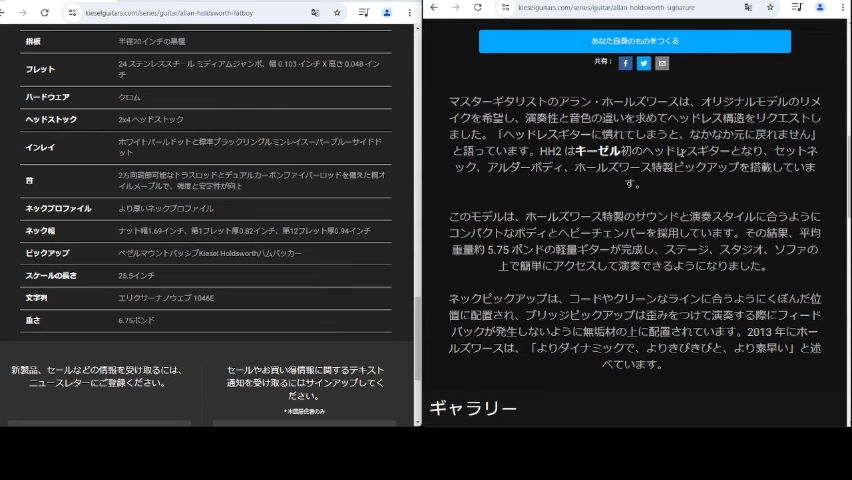 kieselguitars.com/series/guitar/allan-holdsworth-fatboy
指板 半径20インチの黒檀
フレット 24 ステンレススチール ミディアムジャンボ、幅 0.103 インチ X 高さ 0.048 イン
チ
ハードウェア クロム
ヘッドストック 2x4 ヘッドストック
インレイ ホワイトパールドットと標準ブラックリングルミンレイスーパーブルーサイドド
ット
首 2方向調節可能なトラスロッドとデュアルカーボンファイバーロッドを備えた柄オ
イルメープルで、強度と安定性が向上
ネックプロファイル より厚いネックプロファイル
ネック幅 ナット幅1.69インチ、第1フレット厚0.82インチ、第12フレット厚0.94インチ
ピックアップ ベゼルマウントパッシブKiesel Holdsworthハムバッカー
スケールの長さ 25.5インチ
文字列 エリクサーナノウェブ 1046E
重さ 6.75ポンド
新製品、セールなどの情報を受け取るには、
ニュースレターにご登録ください。
セールやお買い得情報に関するテキスト
通知を受け取るにはサインアップしてく
ださい。
*米国居住者のみ
kieselguitars.com/series/guitar/allan-holdsworth-signature
あなた自身のものをつくる
共有：
マスターギタリストのアラン・ホールズワースは、オリジナルモデルのリメ
イクを希望し、演奏性と音色の違いを求めてヘッドレス構造をリクエストし
ました。「ヘッドレスギターに慣れてしまうと、なかなか元に戻れません」
と語っています。HH2 はキーゼル初のヘッドレスギターとなり、セットネ
ック、アルダーボディ、ホールズワース特製ピックアップを搭載していま
す。
このモデルは、ホールズワース特製のサウンドと演奏スタイルに合うように
コンパクトなボディとヘビーチェンバーを採用しています。その結果、平均
重量約 5.75 ポンドの軽量ギターが完成し、ステージ、スタジオ、ソファの
上で簡単にアクセスして演奏できるようになりました。
ネックピックアップは、コードやクリーンなラインに合うようにくぼんだ位
置に配置され、ブリッジピックアップは歪みをつけて演奏する際にフィード
バックが発生しないように無垢材の上に配置されています。2013 年にホー
ルズワースは、「よりダイナミックで、よりきびきびと、より素早い」と述
べています。
ギャラリー